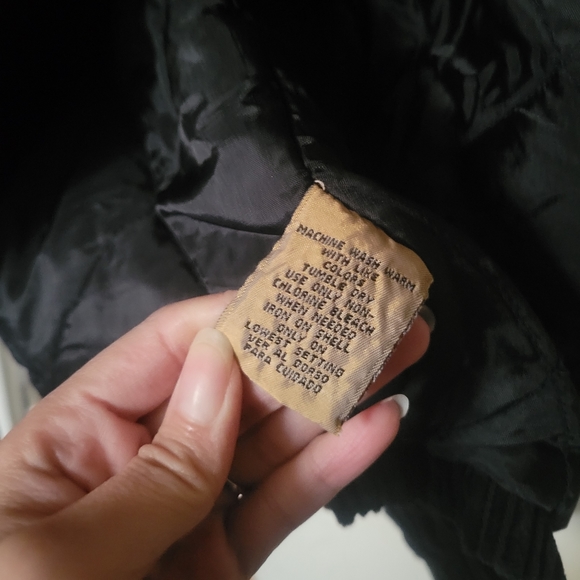 MACHINE WASH WARM
WITH LIKE
COLORS
TUMBLE DRY
USE ONLY NON-
CHLORINE BLEACH
WHEN NEEDED
IRON ON SHELL
ONLY ON
LOWEST SETTING
VER AL DORSO
PARA CUIDADO